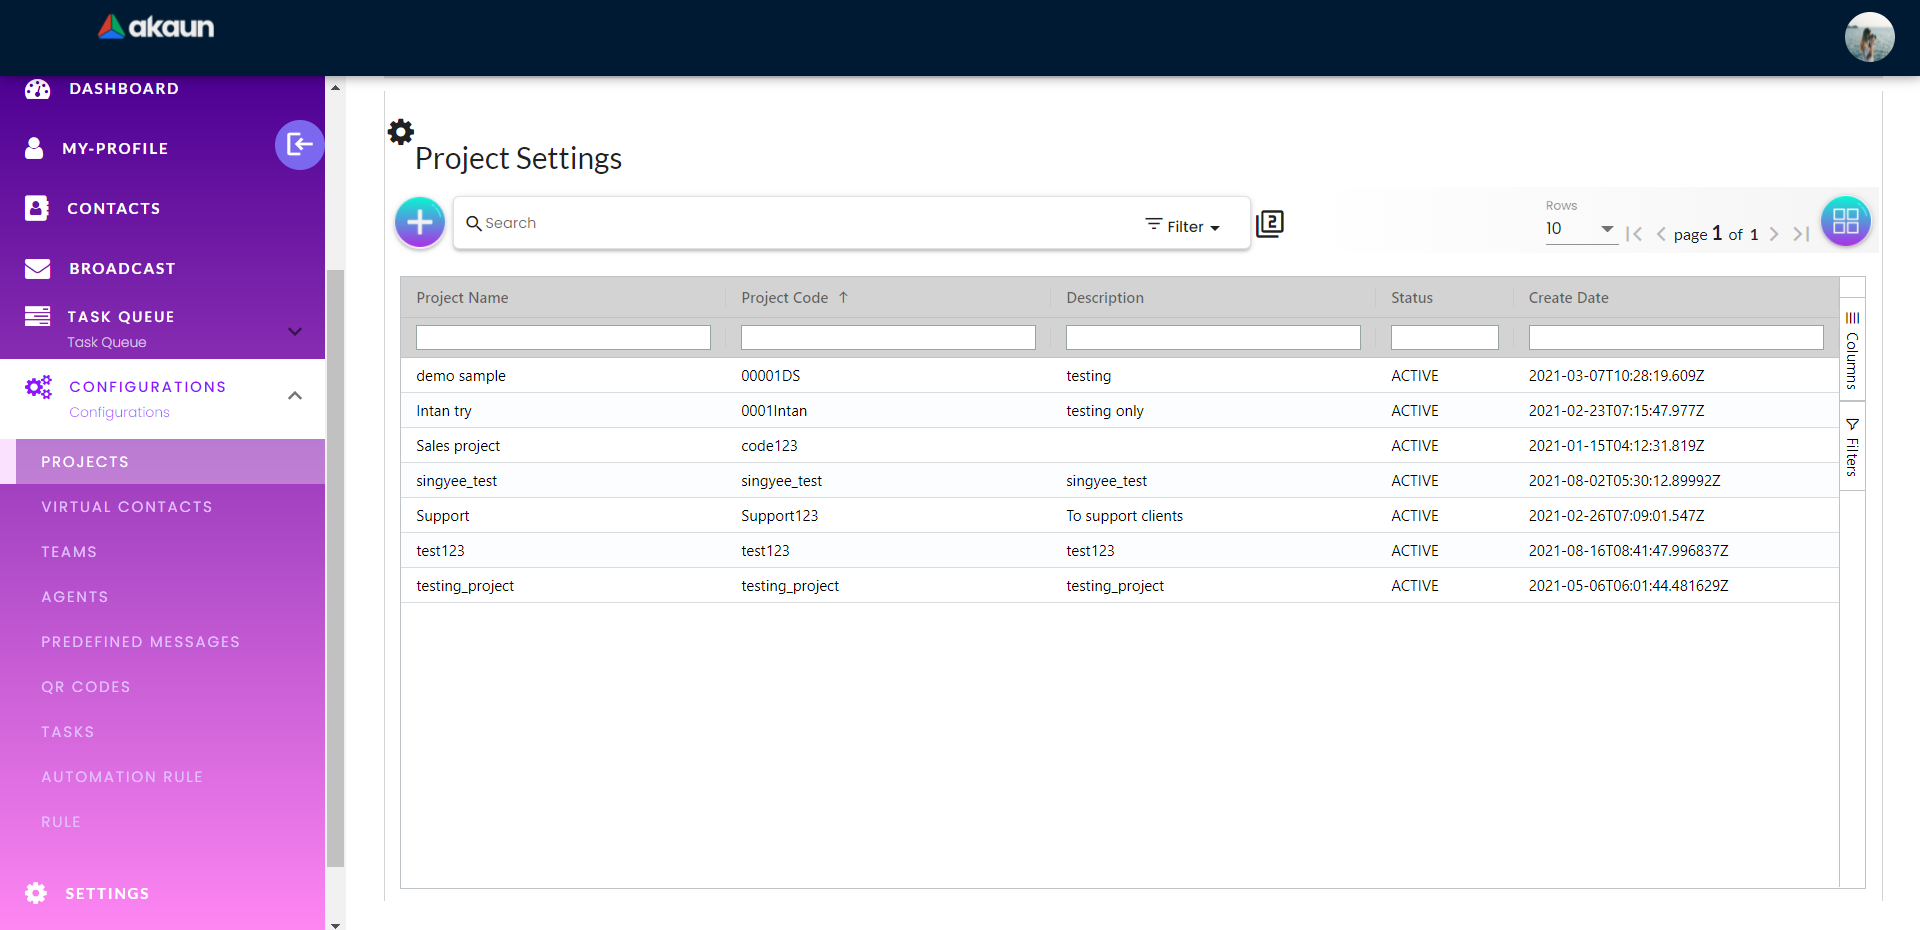 akaun
DASHBOARD
MY-PROFILE
CONTACTS
BROADCAST
TASK QUEUE
Task Queue
CONFIGURATIONS
Configurations
PROJECTS
VIRTUAL CONTACTS
TEAMS
AGENTS
PREDEFINED MESSAGES
QR CODES
TASKS
AUTOMATION RULE
RULE
SETTINGS
Project Settings
Search Filter 2
Rows
10 page 1 of 1
Project Name Project Code Description Status Create Date
demo sample 00001DS testing ACTIVE 2021-03-07T10:28:19.609Z
Intan try 0001Intan testing only ACTIVE 2021-02-23T07:15:47.977Z
Sales project code123 ACTIVE 2021-01-15T04:12:31.819Z
singyee_test singyee_test singyee_test ACTIVE 2021-08-02T05:30:12.89992Z
Support Support123 To support clients ACTIVE 2021-02-26T07:09:01.547Z
test123 test123 test123 ACTIVE 2021-08-16T08:41:47.996837Z
testing_project testing_project testing_project ACTIVE 2021-05-06T06:01:44.481629Z
Columns
Filters